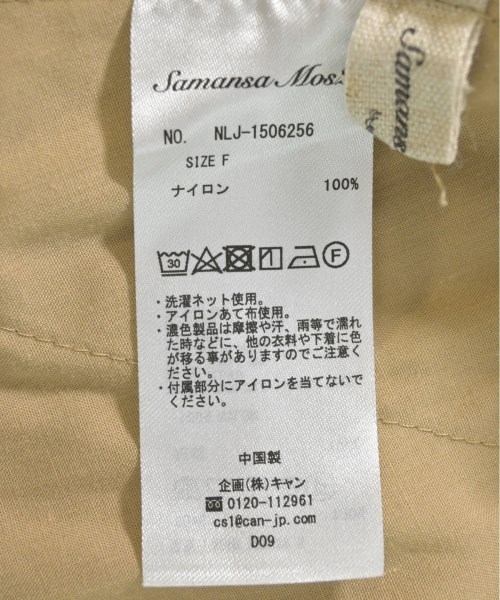 Samansa Mos
NO. NLJ-1506256
SIZE F
ナイロン 100%
30
F
・洗濯ネット使用。
・アイロンあて布使用。
・濃色製品は摩擦や汗、雨等で濡れ
た時などに、他の衣料や下着に色
が移る事がありますのでご注意く
ださい。
・付属部分にアイロンを当てないで
ください。
中国製
企画(株)キャン
0120-112961
cs1@can-jp.com
D09
Samans